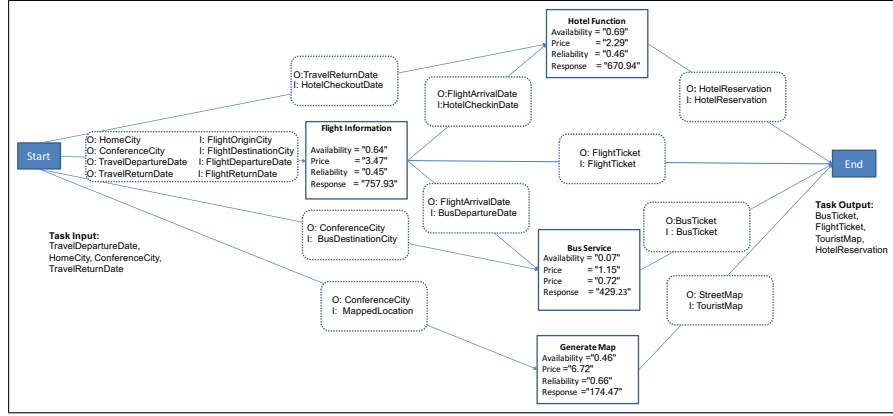 Hotel Function
Availability = "0.69"
Price = "2.29"
Reliability = "0.46"
Response = "670.94"
O:TravelReturnDate
I: HotelCheckoutDate
O:FlightArrivalDate
I:HotelCheckinDate
O: HotelReservation
I: HotelReservation
Start
O: HomeCity I: FlightOriginCity
O: ConferenceCity I: FlightDestinationCity
O: TravelDepartureDate I: FlightDepartureDate
O: TravelReturnDate I: FlightReturnDate
Flight Information
Availability = "0.64"
Price = "3.47"
Reliability = "0.45"
Response = "757.93"
O: FlightTicket
I: FlightTicket
End
O: FlightArrivalDate
I: BusDepartureDate
Task Input:
TravelDepartureDate,
HomeCity, ConferenceCity,
TravelReturnDate
O: ConferenceCity
I: BusDestinationCity
O:BusTicket
I : BusTicket
Task Output:
BusTicket,
FlightTicket,
TouristMap,
HotelReservation
Bus Service
Availability = "0.07"
Price = "1.15"
Price = "0.72"
Response = "429.23"
O: ConferenceCity
I: MappedLocation
O: StreetMap
I: TouristMap
Generate Map
Availability ="0.46"
Price ="6.72"
Reliability ="0.66"
Response ="174.47"